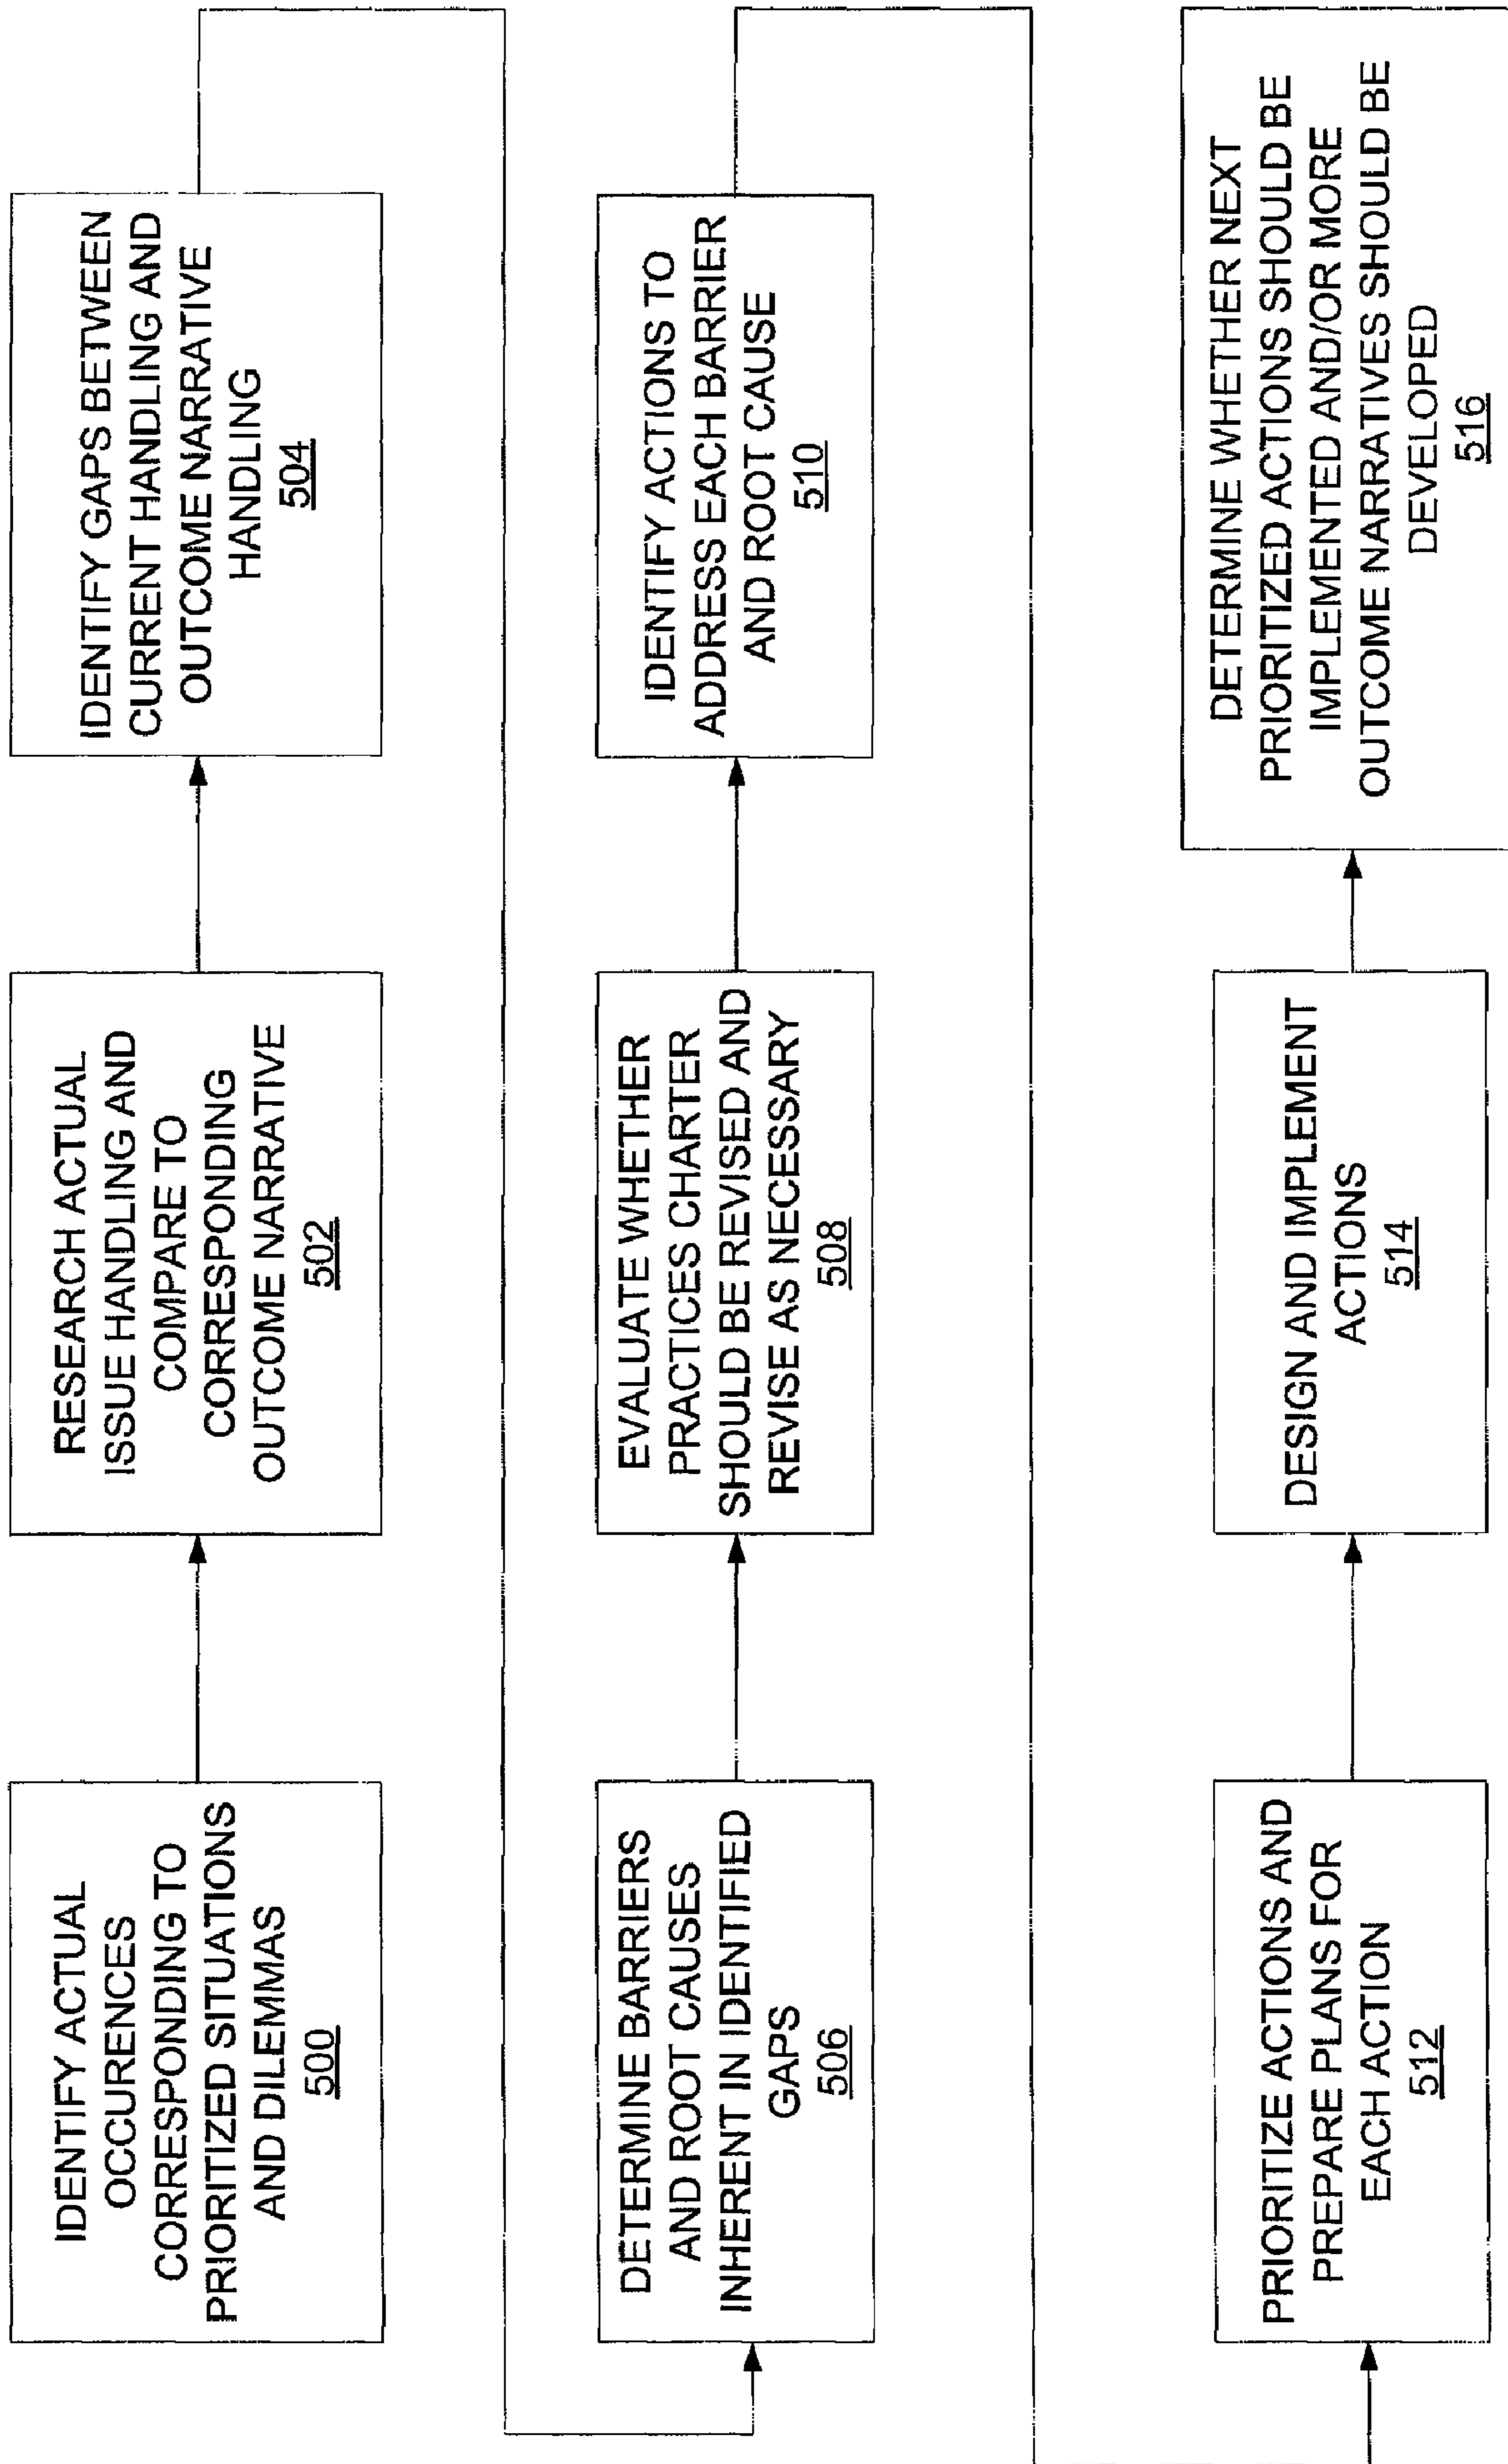 IDENTIFY ACTUAL
OCCURENCES
CORRESPONDING TO
PRIORITIZED SITUATIONS
AND DILEMMAS
500
RESEARCH ACTUAL
ISSUE HANDLING AND
COMPARE TO
CORRESPONDING
OUTCOME NARRATIVE
502
IDENTIFY GAPS BETWEEN
CURRENT HANDLING AND
OUTCOME NARRATIVE
HANDLING
504
DETERMINE BARRIERS
AND ROOT CAUSES
INHERENT IN IDENTIFIED
GAPS
506
EVALUATE WHETHER
PRACTICES CHARTER
SHOULD BE REVISED AND
REVISE AS NECESSARY
508
IDENTIFY ACTIONS TO
ADDRESS EACH BARRIER
AND ROOT CAUSE
510
PRIORITIZE ACTIONS AND
PREPARE PLANS FOR
EACH ACTION
512
DESIGN AND IMPLEMENT
ACTIONS
514
DETERMINE WHETHER NEXT
PRIORITIZED ACTIONS SHOULD BE
IMPLEMENTED AND/OR MORE
OUTCOME NARRATIVES SHOULD BE
DEVELOPED
516